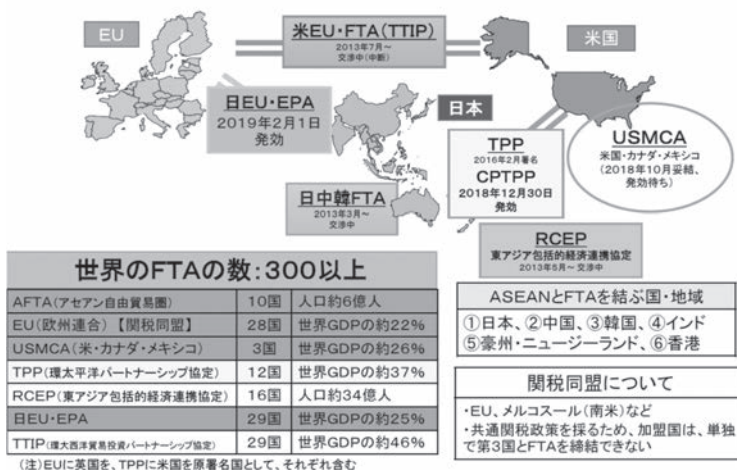 EU
米EU・FTA(TTIP)
2013年7月～
交渉中(中断)
米国
日EU・EPA
2019年2月1日
発効
日本
TPP
2016年2月署名
CPTPP
2018年12月30日
発効
USMCA
米国・カナダ・メキシコ
(2018年10月妥結、
発効待ち)
日中韓FTA
2013年3月～
交渉中
RCEP
東アジア包括的経済連携協定
2013年5月～ 交渉中
世界のFTAの数:300以上
AFTA(アセアン自由貿易圏) 10国 人口約6億人
EU(欧州連合)【関税同盟】 28国 世界GDPの約22%
USMCA(米・カナダ・メキシコ) 3国 世界GDPの約26%
TPP(環太平洋パートナーシップ協定) 12国 世界GDPの約37%
RCEP(東アジア包括的経済連携協定) 16国 人口約34億人
日EU・EPA 29国 世界GDPの約25%
TTIP(環大西洋貿易投資パートナーシップ協定) 29国 世界GDPの約46%
(注)EUに英国を、TPPに米国を原署名国として、それぞれ含む
ASEANとFTAを結ぶ国・地域
①日本、②中国、③韓国、④インド
⑤豪州・ニュージーランド、⑥香港
関税同盟について
・EU、メルコスール(南米)など
・共通関税政策を採るため、加盟国は、単独
で第3国とFTAを締結できない